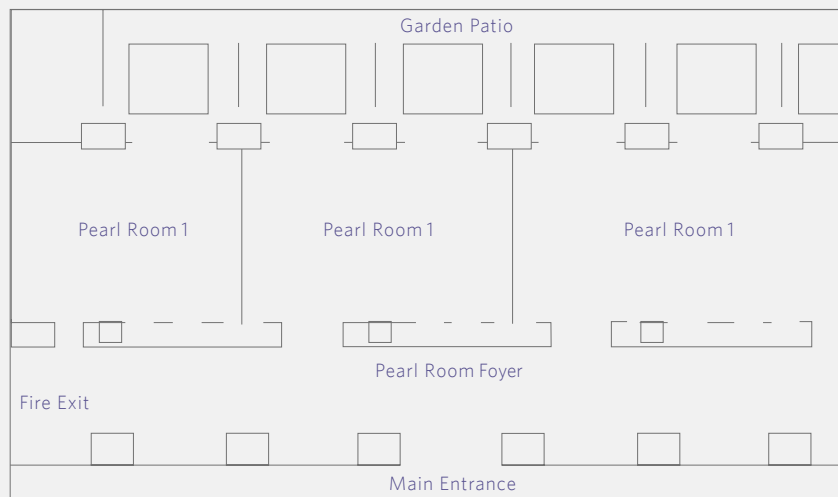 Garden Patio
Pearl Room 1
Pearl Room 1
Pearl Room 1
Pearl Room Foyer
Fire Exit
Main Entrance